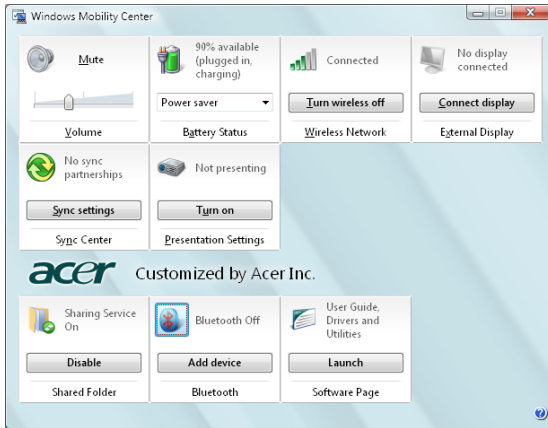 Windows Mobility Center
Mute
Volume
90% available
(plugged in,
charging)
Power saver
Battery Status
Connected
Turn wireless off
Wireless Network
No display
connected
Connect display
External Display
No sync
partnerships
Sync settings
Sync Center
Not presenting
Turn on
Presentation Settings
acer Customized by Acer Inc.
Sharing Service
On
Disable
Shared Folder
Bluetooth Off
Add device
Bluetooth
User Guide,
Drivers and
Utilities
Launch
Software Page
?